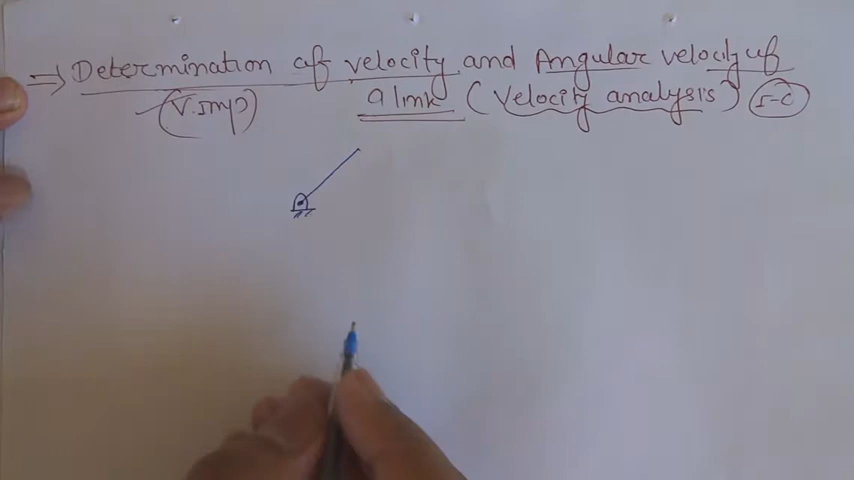 ⇒ Determination of velocity and Angular velocity of
(V.Imp) a link (Velocity analysis) I-C